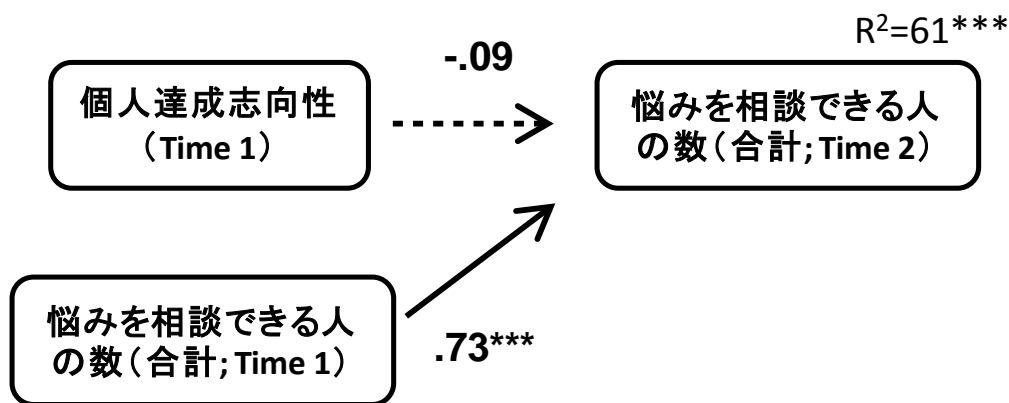 R²=61***
-.09
個人達成志向性
（Time 1）
悩みを相談できる人
の数（合計; Time 2）
悩みを相談できる人
の数（合計; Time 1）
.73***